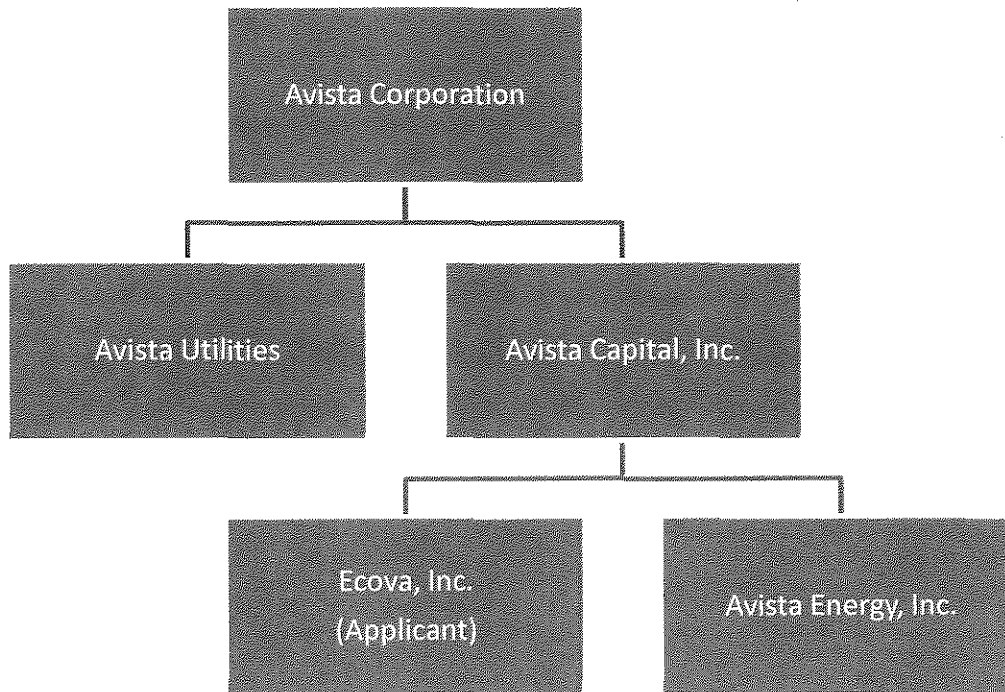 Avista Corporation
Avista Utilities
Avista Capital, Inc.
Ecova, Inc.
(Applicant)
Avista Energy, Inc.